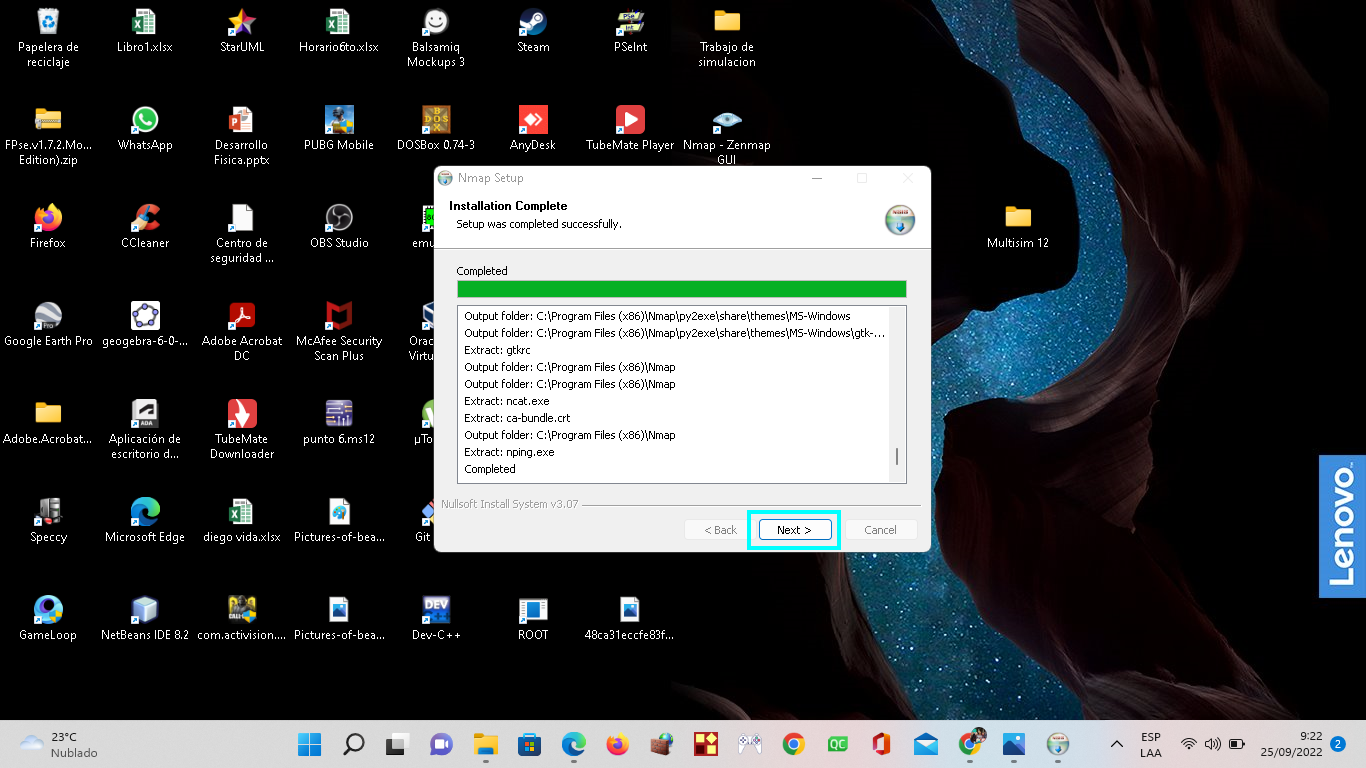 Papelera de
reciclaje
Libro1.xlsx
StarUML
Horario6to.xlsx
Balsamiq
Mockups 3
Steam
PSeInt
Trabajo de
simulacion
FPse.v1.7.2.Mo...
Edition).zip
WhatsApp
Desarrollo
Fisica.pptx
PUBG Mobile
DOSBox 0.74-3
AnyDesk
TubeMate Player
Nmap - Zenmap
GUI
Firefox
CCleaner
Centro de
seguridad ...
OBS Studio
emu
Multisim 12
Google Earth Pro
geogebra-6-0-...
Adobe Acrobat
DC
McAfee Security
Scan Plus
Orac
Virtu
Adobe.Acrobat...
Aplicación de
escritorio d...
TubeMate
Downloader
punto 6.ms12
µTo
Speccy
Microsoft Edge
diego vida.xlsx
Pictures-of-bea...
Git
GameLoop
NetBeans IDE 8.2
com.activision....
Pictures-of-bea...
Dev-C++
ROOT
48ca31eccfe83f...
Nmap Setup
Installation Complete
Setup was completed successfully.
Completed
Output folder: C:\Program Files (x86)\Nmap\py2exe\share\themes\MS-Windows
Output folder: C:\Program Files (x86)\Nmap\py2exe\share\themes\MS-Windows\gtk-...
Extract: gtkrc
Output folder: C:\Program Files (x86)\Nmap
Output folder: C:\Program Files (x86)\Nmap
Extract: ncat.exe
Extract: ca-bundle.crt
Output folder: C:\Program Files (x86)\Nmap
Extract: nping.exe
Completed
Nullsoft Install System v3.07
< Back
Next >
Cancel
Lenovo
23°C
Nublado
ESP
LAA
9:22
25/09/2022
2